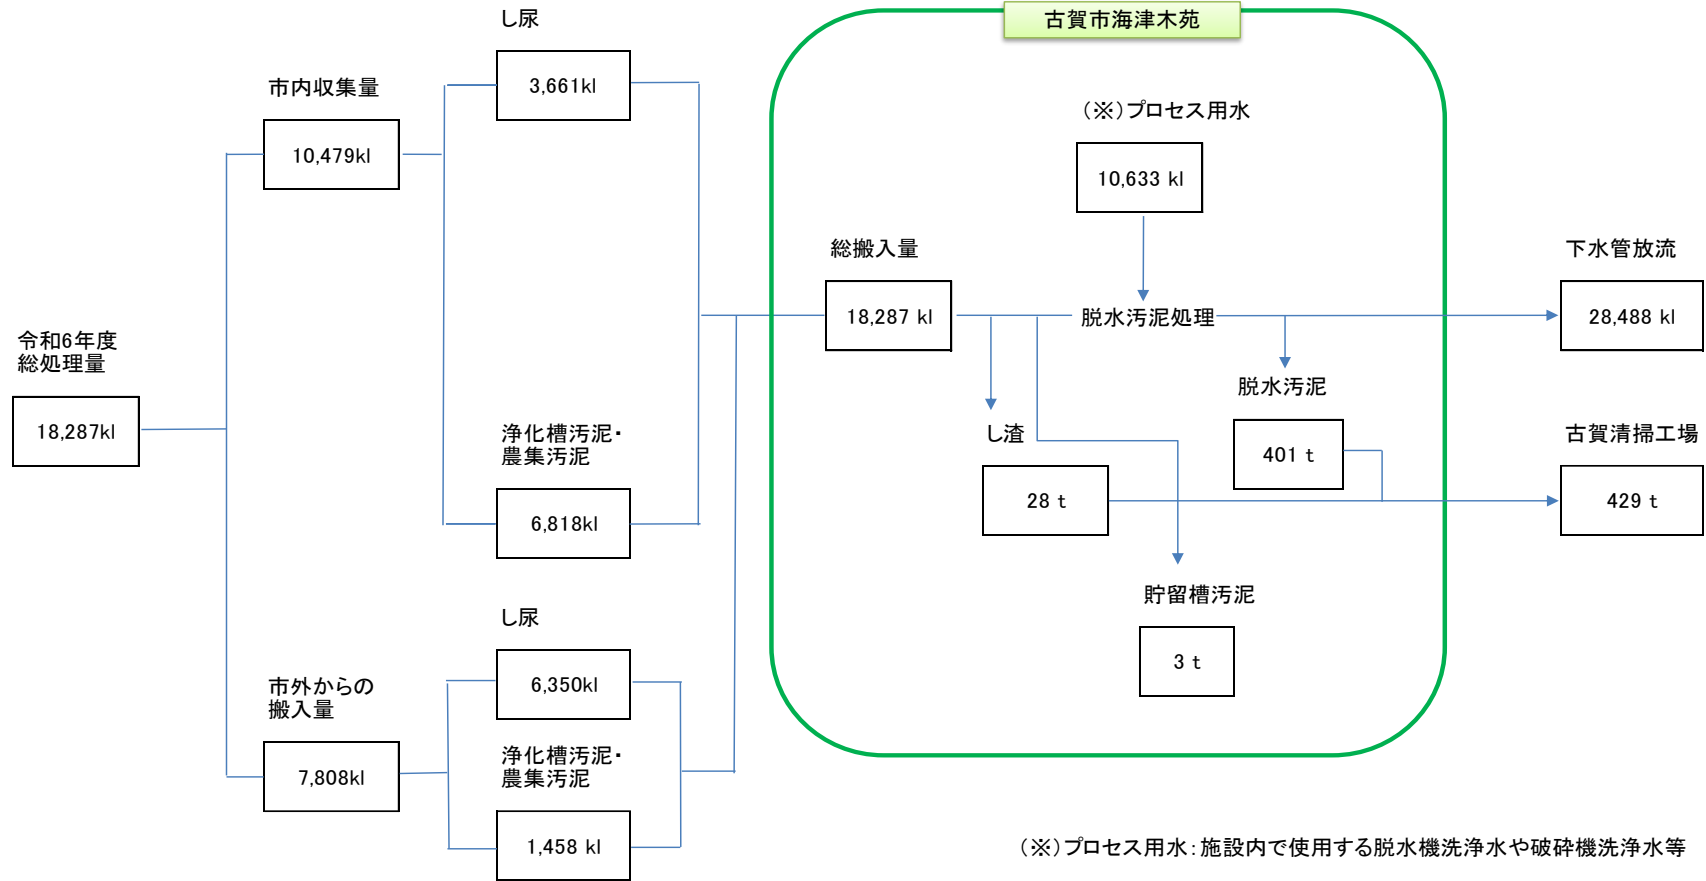 古賀市海津木苑
し尿
3,661kl
市内収集量
10,479kl
(※)プロセス用水
10,633 kl
総搬入量
18,287 kl
脱水汚泥処理
下水管放流
28,488 kl
令和6年度
総処理量
18,287kl
脱水汚泥
401 t
し渣
28 t
古賀清掃工場
429 t
浄化槽汚泥・
農集汚泥
6,818kl
貯留槽汚泥
3 t
し尿
6,350kl
市外からの
搬入量
7,808kl
浄化槽汚泥・
農集汚泥
1,458 kl
(※)プロセス用水:施設内で使用する脱水機洗浄水や破砕機洗浄水等